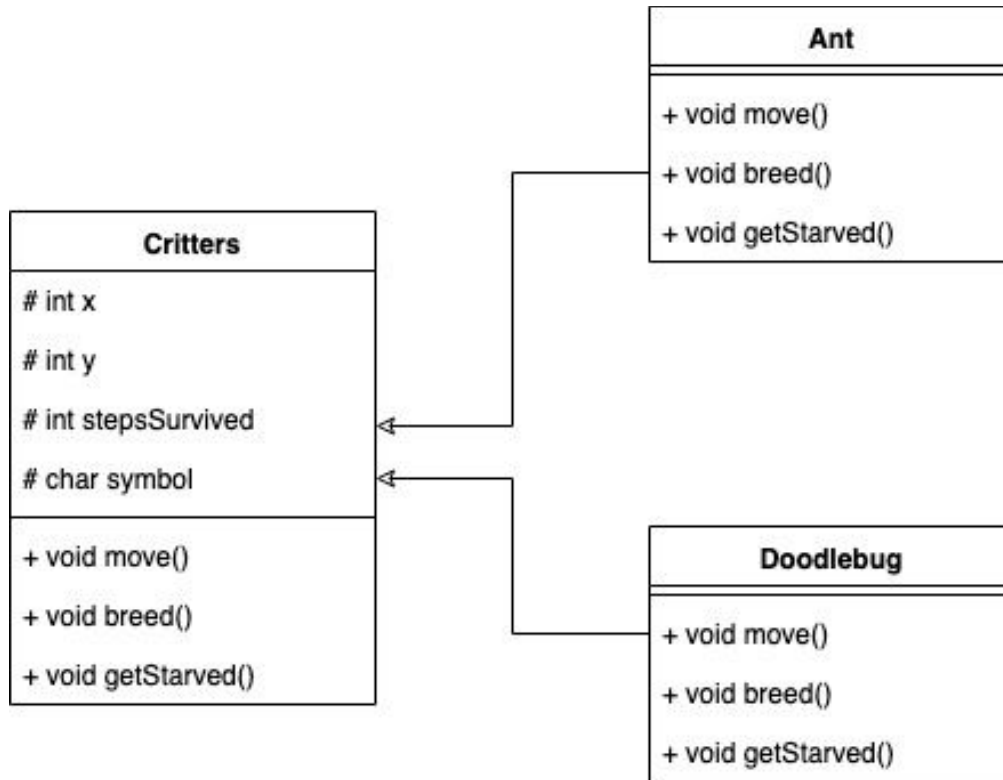 Ant
+ void move()
+ void breed()
+ void getStarved()
Critters
# int x
# int y
# int stepsSurvived
# char symbol
+ void move()
+ void breed()
+ void getStarved()
Doodlebug
+ void move()
+ void breed()
+ void getStarved()